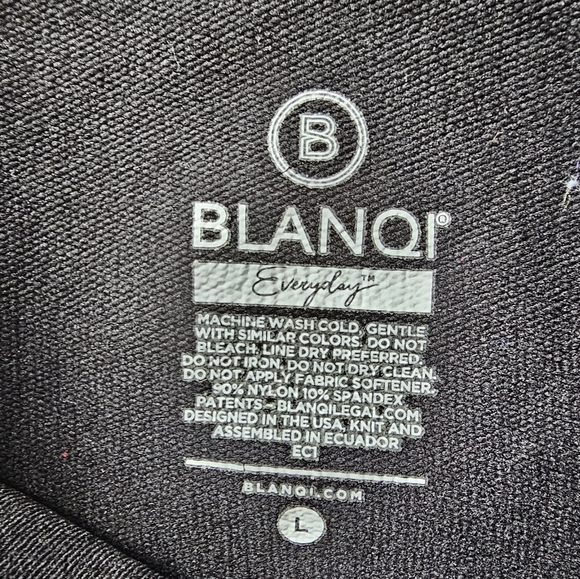 B
BLANQI®
Everyday™
MACHINE WASH COLD, GENTLE
WITH SIMILAR COLORS. DO NOT
BLEACH. LINE DRY PREFERRED.
DO NOT IRON. DO NOT DRY CLEAN.
DO NOT APPLY FABRIC SOFTENER.
90% NYLON 10% SPANDEX
PATENTS - BLANQILEGAL.COM
DESIGNED IN THE USA, KNIT AND
ASSEMBLED IN ECUADOR
EC1
BLANQI.COM
L